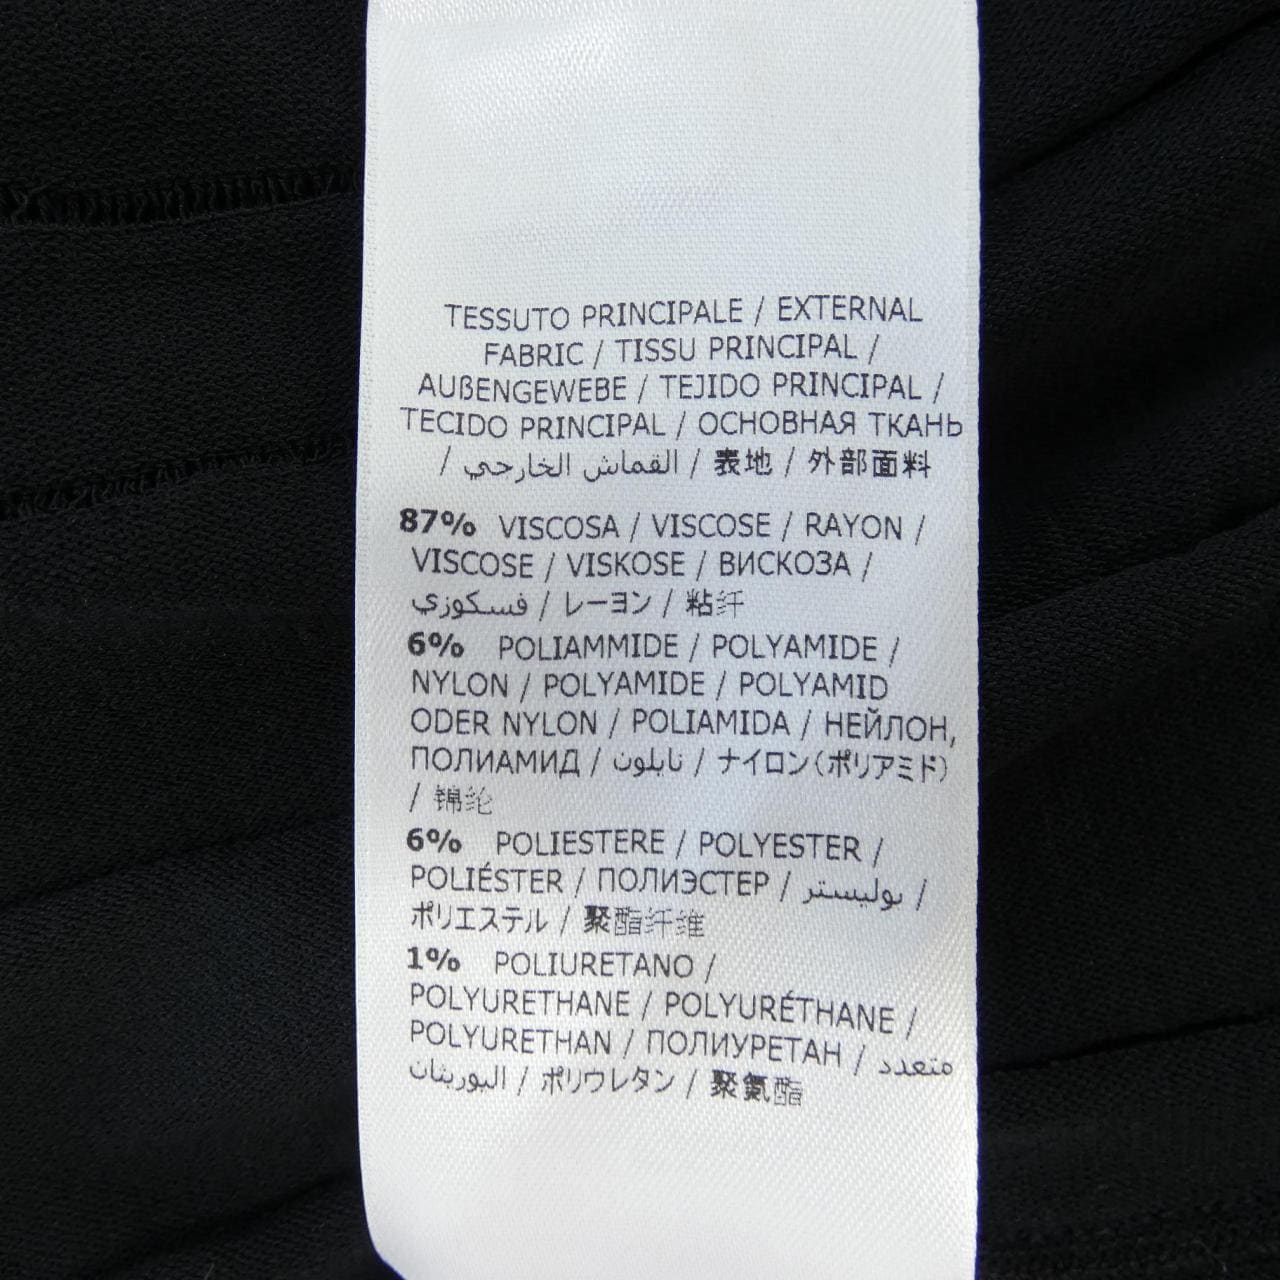 TESSUTO PRINCIPALE / EXTERNAL
FABRIC / TISSU PRINCIPAL /
AUßENGEWEBE / TEJIDO PRINCIPAL /
TECIDO PRINCIPAL / ОСНОВНАЯ ТКАНЬ
/ القماش الخارجي / 表地 / 外部面料
87% VISCOSA / VISCOSE / RAYON /
VISCOSE / VISKOSE / ВИСКОЗА /
فسكوزي / レーヨン / 粘纤
6% POLIAMMIDE / POLYAMIDE /
NYLON / POLYAMIDE / POLYAMID
ODER NYLON / POLIAMIDA / НЕЙЛОН,
ПОЛИАМИД / نايلون / ナイロン(ポリアミド)
/ 锦纶
6% POLIESTERE / POLYESTER /
POLIÉSTER / ПОЛИЭСТЕР / بوليستر /
ポリエステル / 聚酯纤维
1% POLIURETANO /
POLYURETHANE / POLYURÉTHANE /
POLYURETHAN / ПОЛИУРЕТАН / متعدد
اليوريثان / ポリウレタン / 聚氨酯